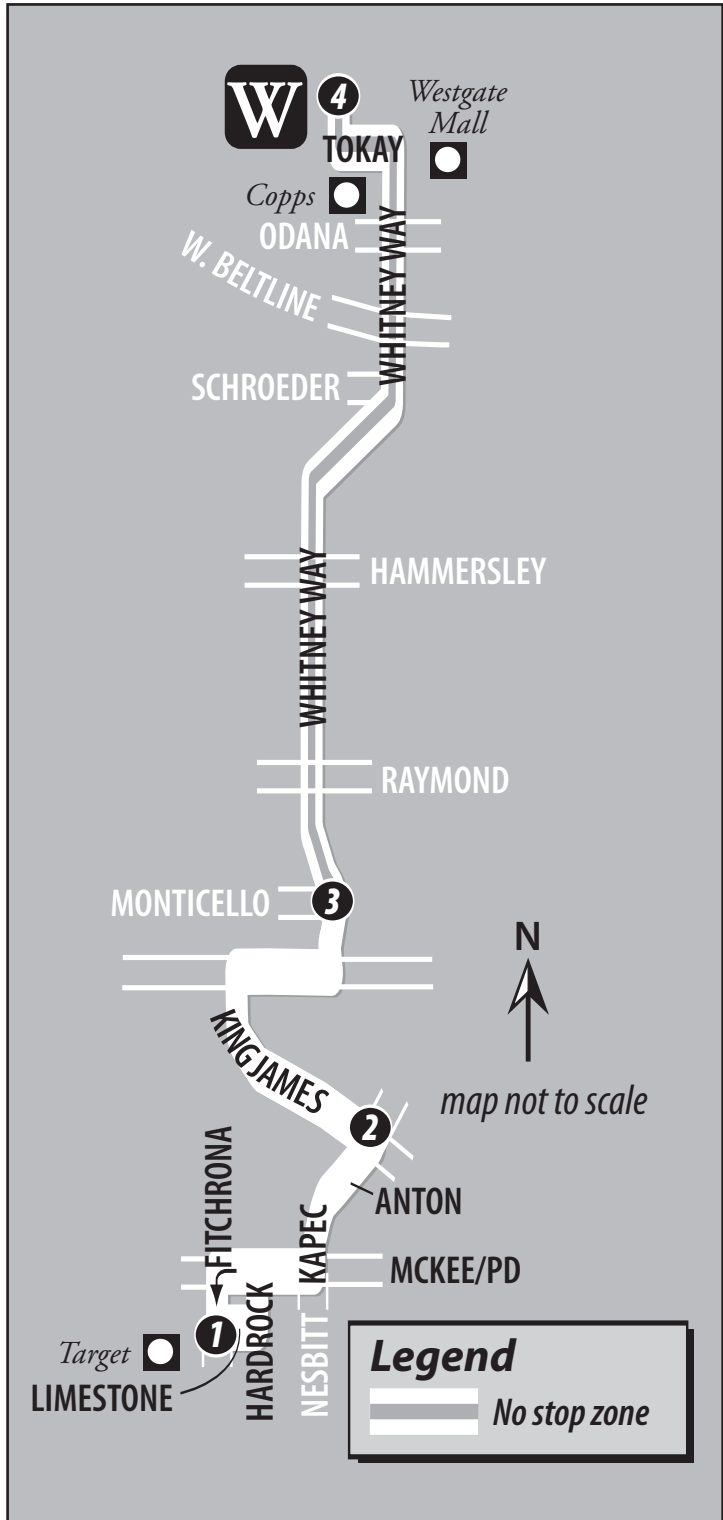 W
4
Westgate
Mall
TOKAY
Copps
ODANA
W. BELTLINE
WHITNEY WAY
SCHROEDER
HAMMERSLEY
WHITNEY WAY
RAYMOND
MONTICELLO
3
N
KING JAMES
map not to scale
2
FITCHRONA
ANTON
KAPEC
MCKEE/PD
1
HARDROCK
NESBITT
Target
LIMESTONE
Legend
No stop zone